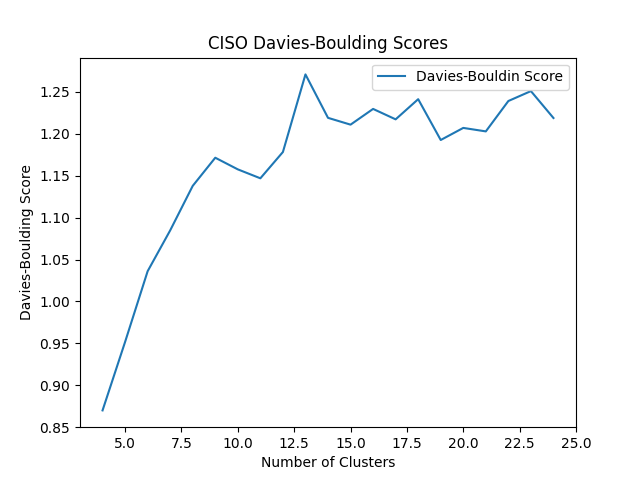 CISO Davies-Boulding Scores
Davies-Bouldin Score
Davies-Boulding Score
1.25
1.20
1.15
1.10
1.05
1.00
0.95
0.90
0.85
5.0 7.5 10.0 12.5 15.0 17.5 20.0 22.5 25.0
Number of Clusters